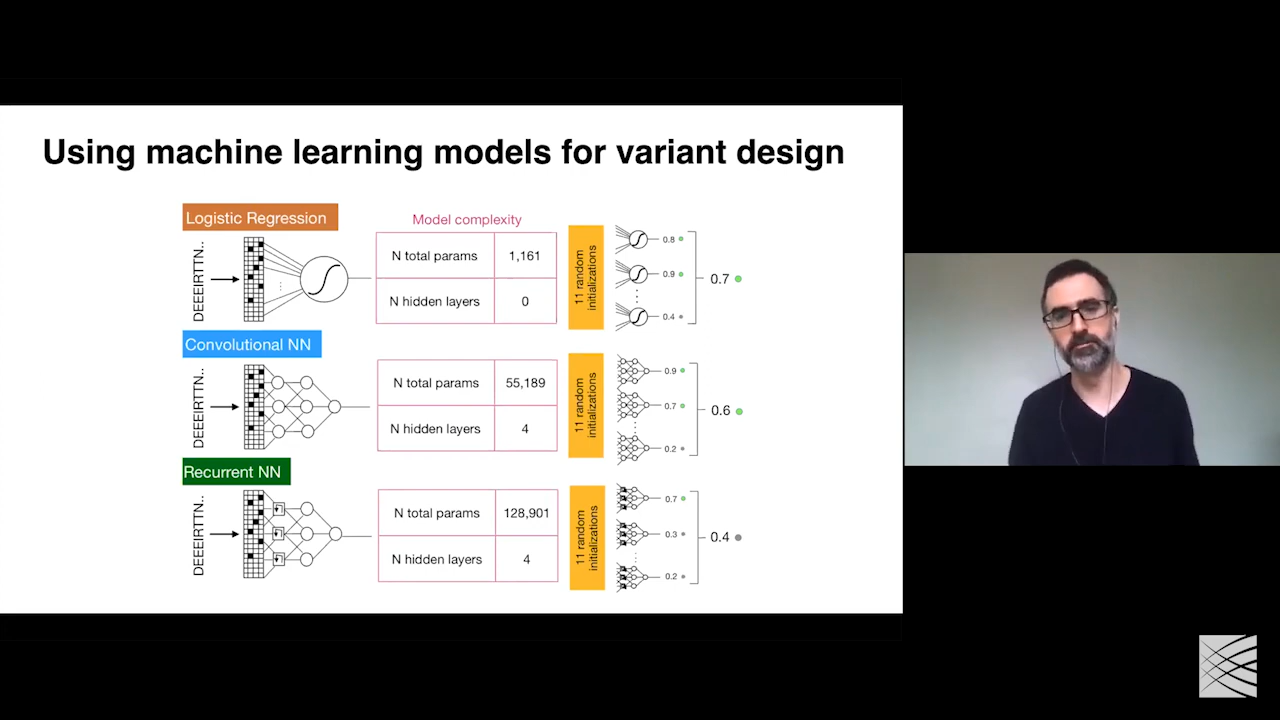 Using machine learning models for variant design
Logistic Regression
Model complexity
DEEEIRTTN..
N total params 1,161
N hidden layers 0
11 random
initializations
0.8
0.9
0.4
0.7
Convolutional NN
DEEEIRTTN..
N total params 55,189
N hidden layers 4
11 random
initializations
0.9
0.7
0.2
0.6
Recurrent NN
DEEEIRTTN..
N total params 128,901
N hidden layers 4
11 random
initializations
0.7
0.3
0.2
0.4